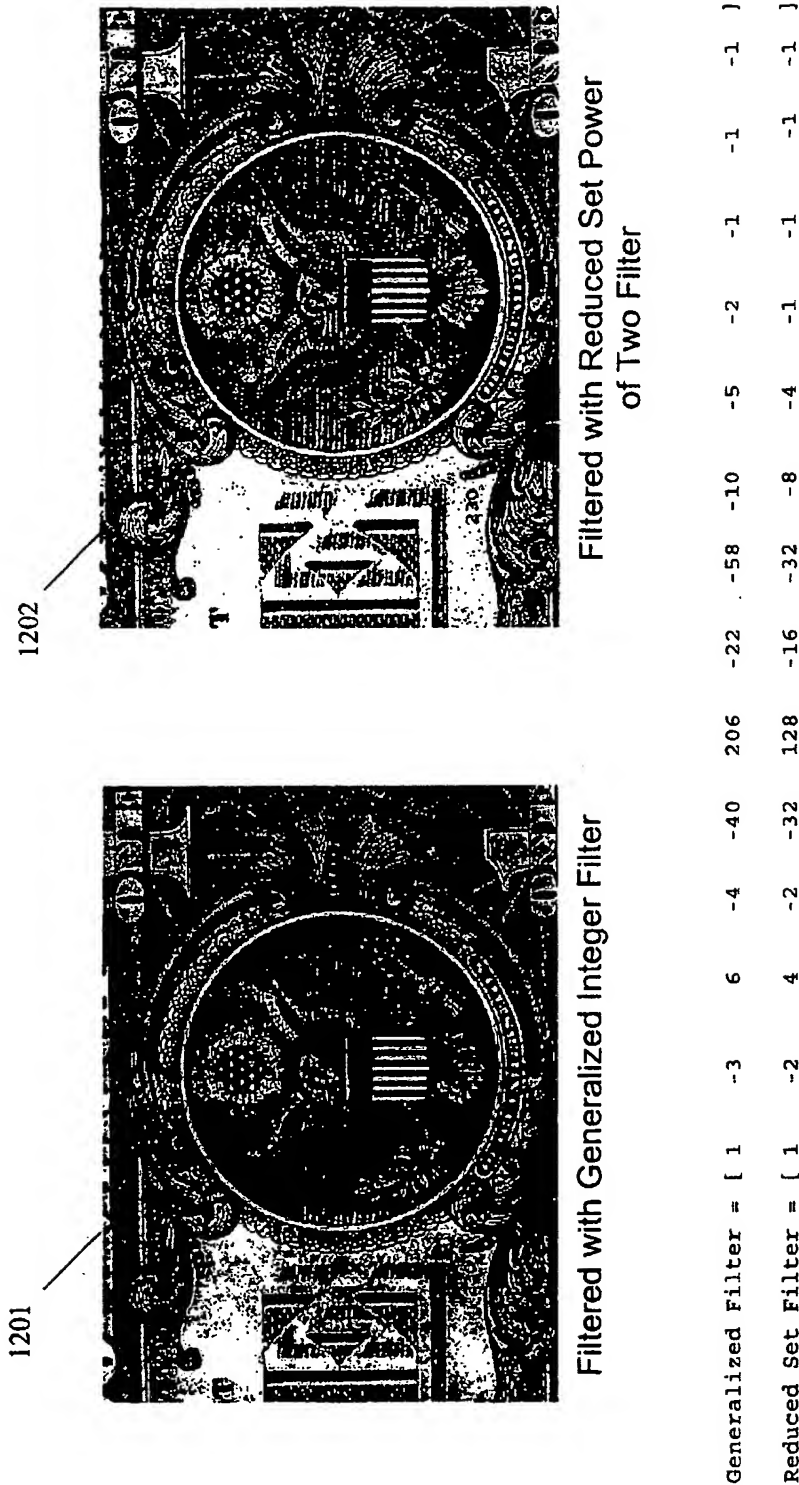 1201
1202
Filtered with Generalized Integer Filter
Filtered with Reduced Set Power
of Two Filter
Generalized Filter = [ 1 -3 6 -4 -40 206 -22 -58 -10 -5 -2 -1 -1 -1 ]
Reduced Set Filter = [ 1 -2 4 -2 -32 128 -16 -32 -8 -4 -1 -1 -1 -1 ]